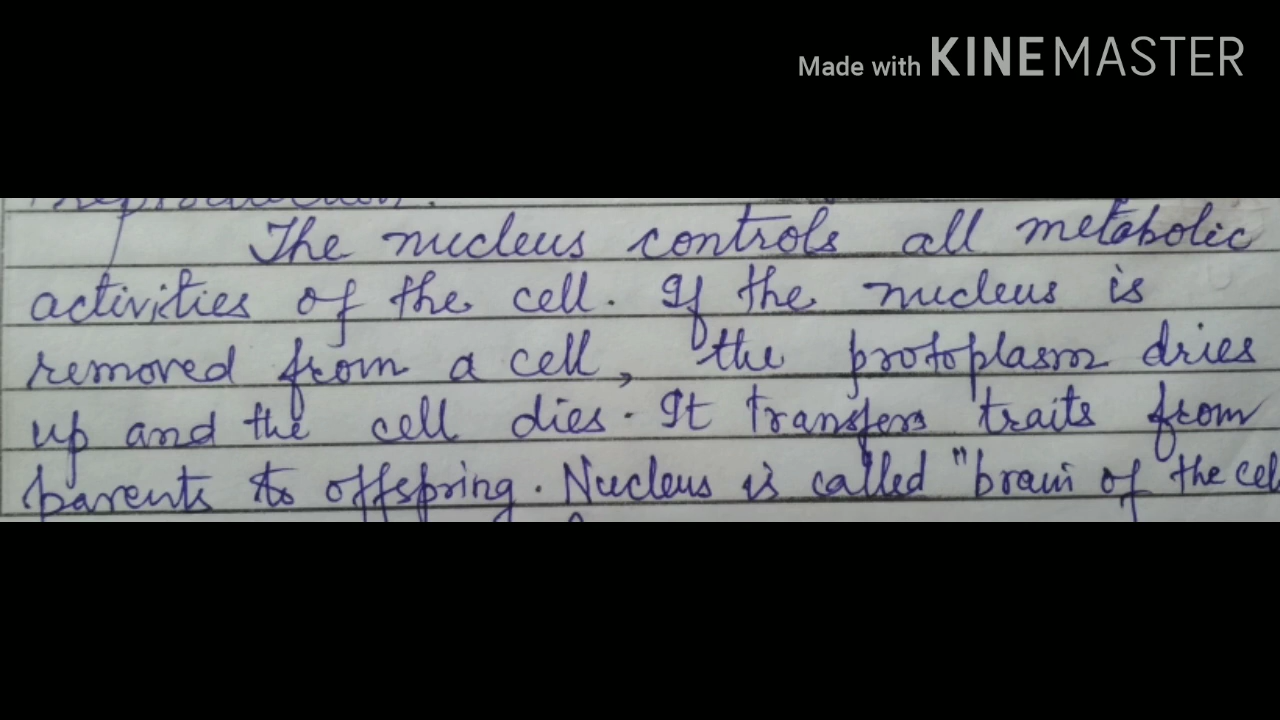 Made with KINEMASTER
The nucleus controls all metabolic
activities of the cell. If the nucleus is
removed from a cell, the protoplasm dries
up and the cell dies. It transfers traits from
parents to offspring. Nucleus is called "brain of the cel